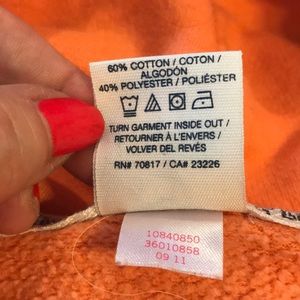 60% COTTON / COTON /
ALGODÓN
40% POLYESTER / POLIÉSTER
TURN GARMENT INSIDE OUT /
RETOURNER À L'ENVERS /
VOLVER DEL REVÉS
RN# 70817 / CA# 23226
10840850
36010858
09 11